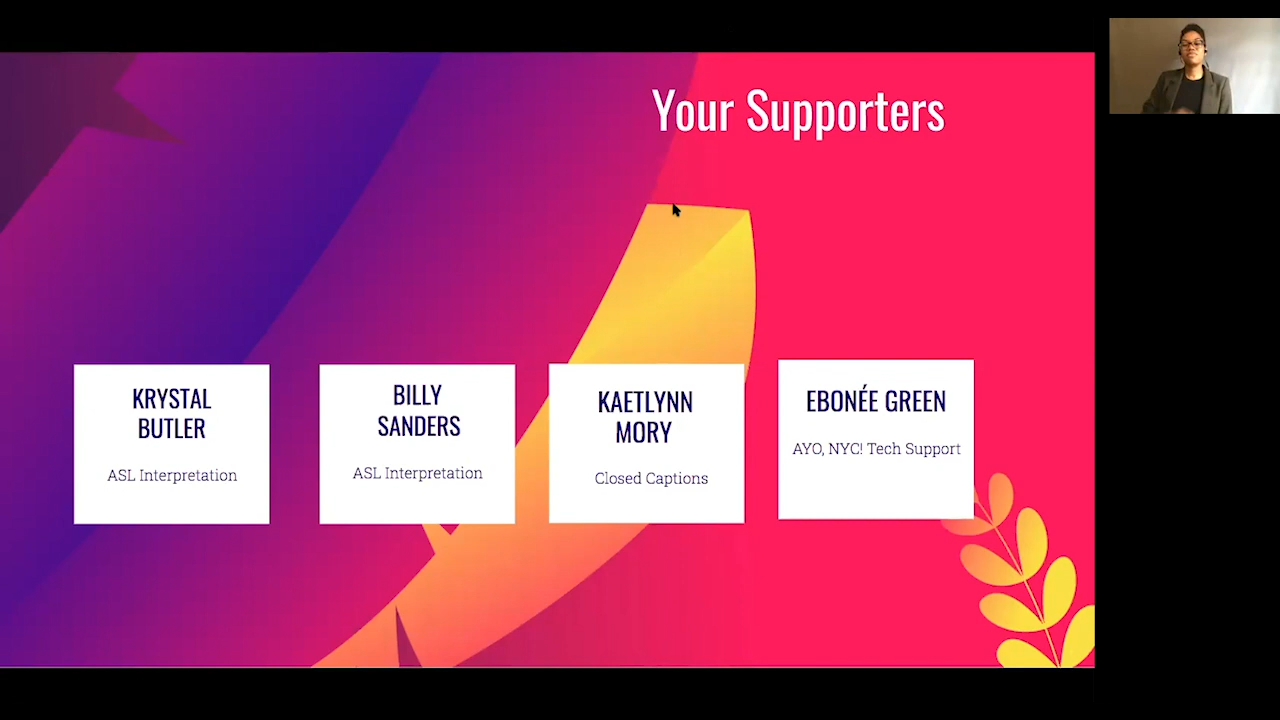 Your Supporters
KRYSTAL
BUTLER
ASL Interpretation
BILLY
SANDERS
ASL Interpretation
KAETLYNN
MORY
Closed Captions
EBONÉE GREEN
AYO, NYC! Tech Support